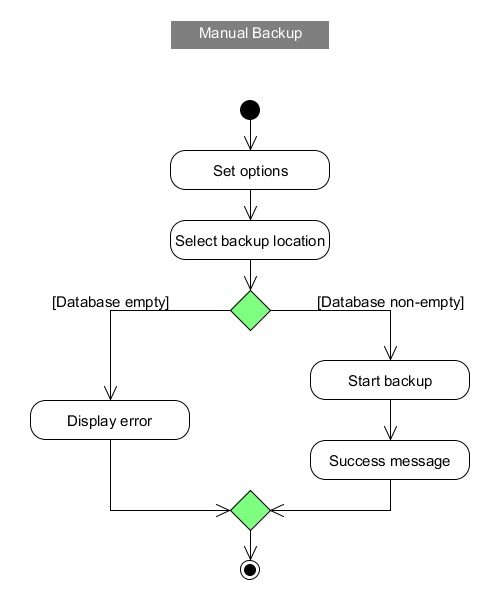 Manual Backup
Set options
Select backup location
[Database empty]
[Database non-empty]
Start backup
Display error
Success message